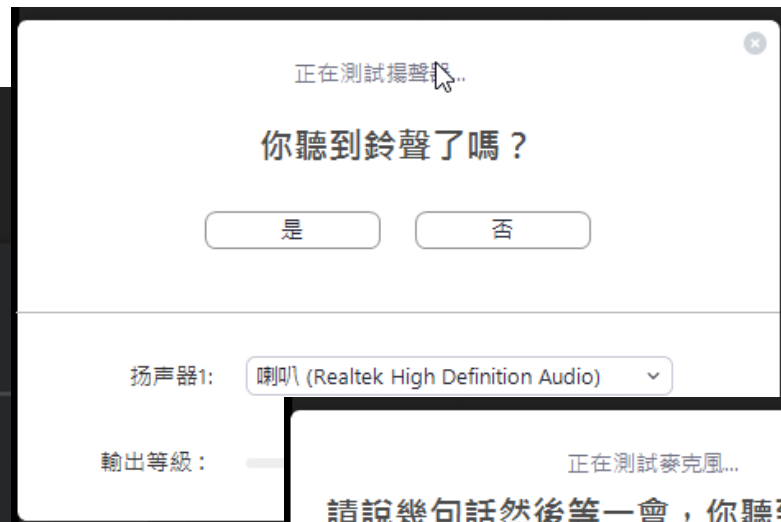 正在測試揚聲器...
你聽到鈴聲了嗎？
是
否
扬声器1:
喇叭 (Realtek High Definition Audio)
輸出等級：
正在測試麥克風...
請說幾句話然後等一會，你聽